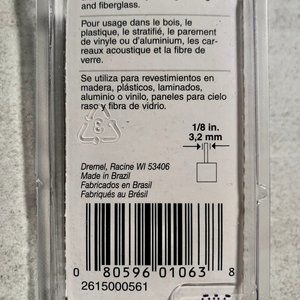 and fiberglass.
Pour usage dans le bois, le
plastique, le stratifié, le parement
de vinyle ou d'aluminium, les car-
reaux acoustique et la fibre de
verre.
Se utiliza para revestimientos en
madera, plásticos, laminados,
aluminio o vinilo, paneles para cielo
raso y fibra de vidrio.
1/8 in.
3,2 mm
Dremel, Racine WI 53406
Made in Brazil
Fabricados en Brasil
Fabriqués au Brésil
0 80596 01063 8
2615000561